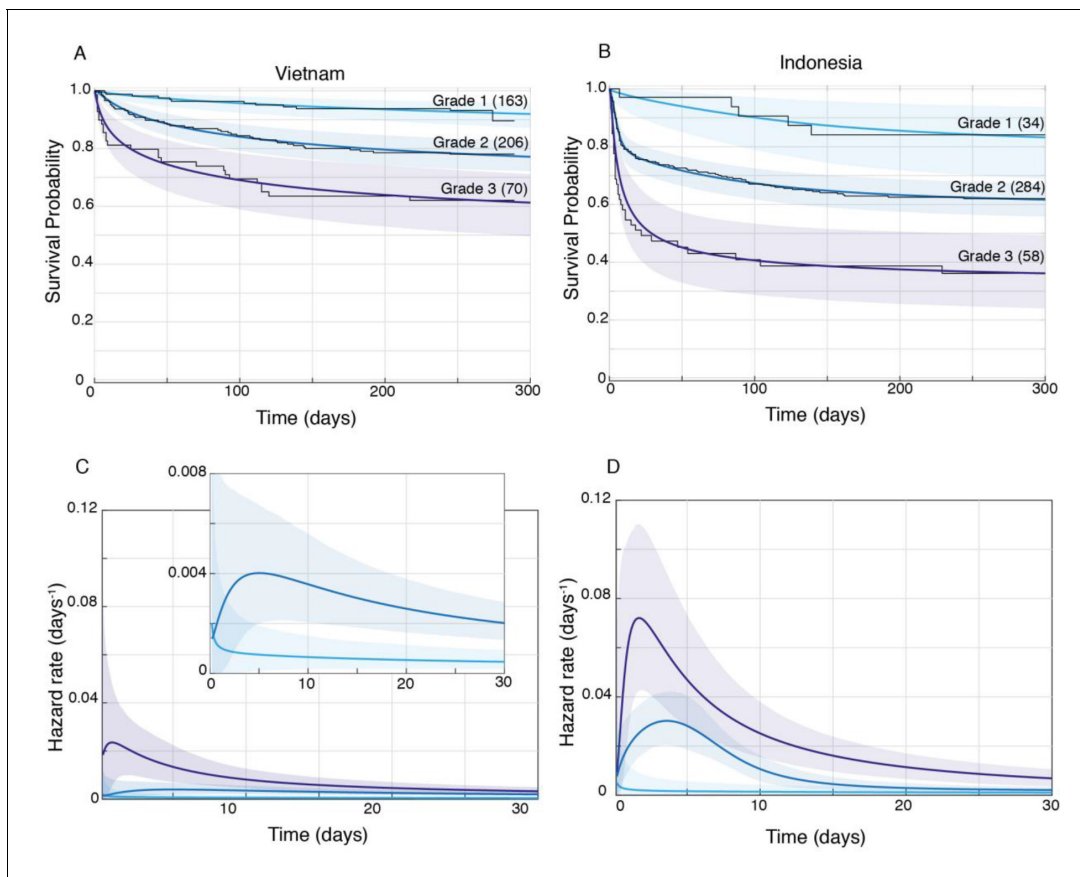 A
Vietnam
1.0
0.8
0.6
0.4
0.2
0
Survival Probability
Grade 1 (163)
Grade 2 (206)
Grade 3 (70)
0 100 200 300
Time (days)
B
Indonesia
1.0
0.8
0.6
0.4
0.2
0
Survival Probability
Grade 1 (34)
Grade 2 (284)
Grade 3 (58)
0 100 200 300
Time (days)
C
0.12
0.08
0.04
0
Hazard rate (days⁻¹)
0.008
0.004
0
0 10 20 30
10 20 30
Time (days)
D
0.12
0.08
0.04
0
Hazard rate (days⁻¹)
0 10 20 30
Time (days)